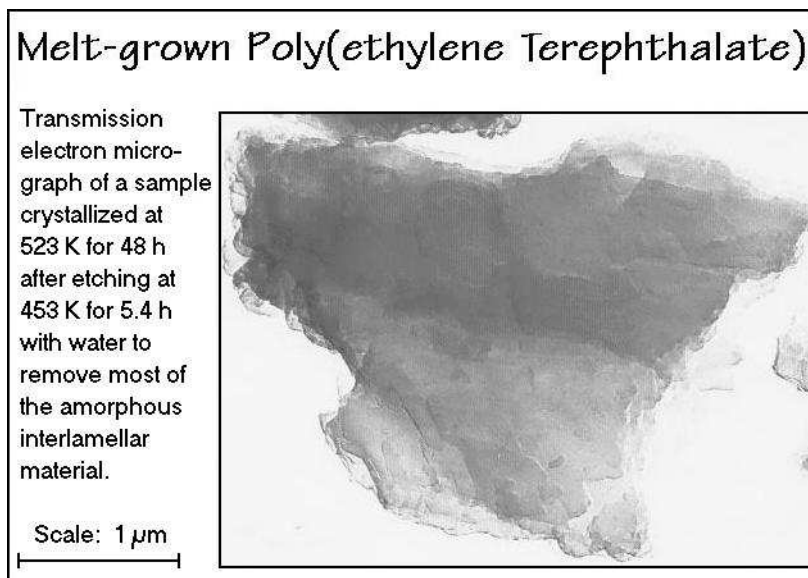 Melt-grown Poly(ethylene Terephthalate)
Transmission
electron micro-
graph of a sample
crystallized at
523 K for 48 h
after etching at
453 K for 5.4 h
with water to
remove most of
the amorphous
interlamellar
material.
Scale: 1 µm